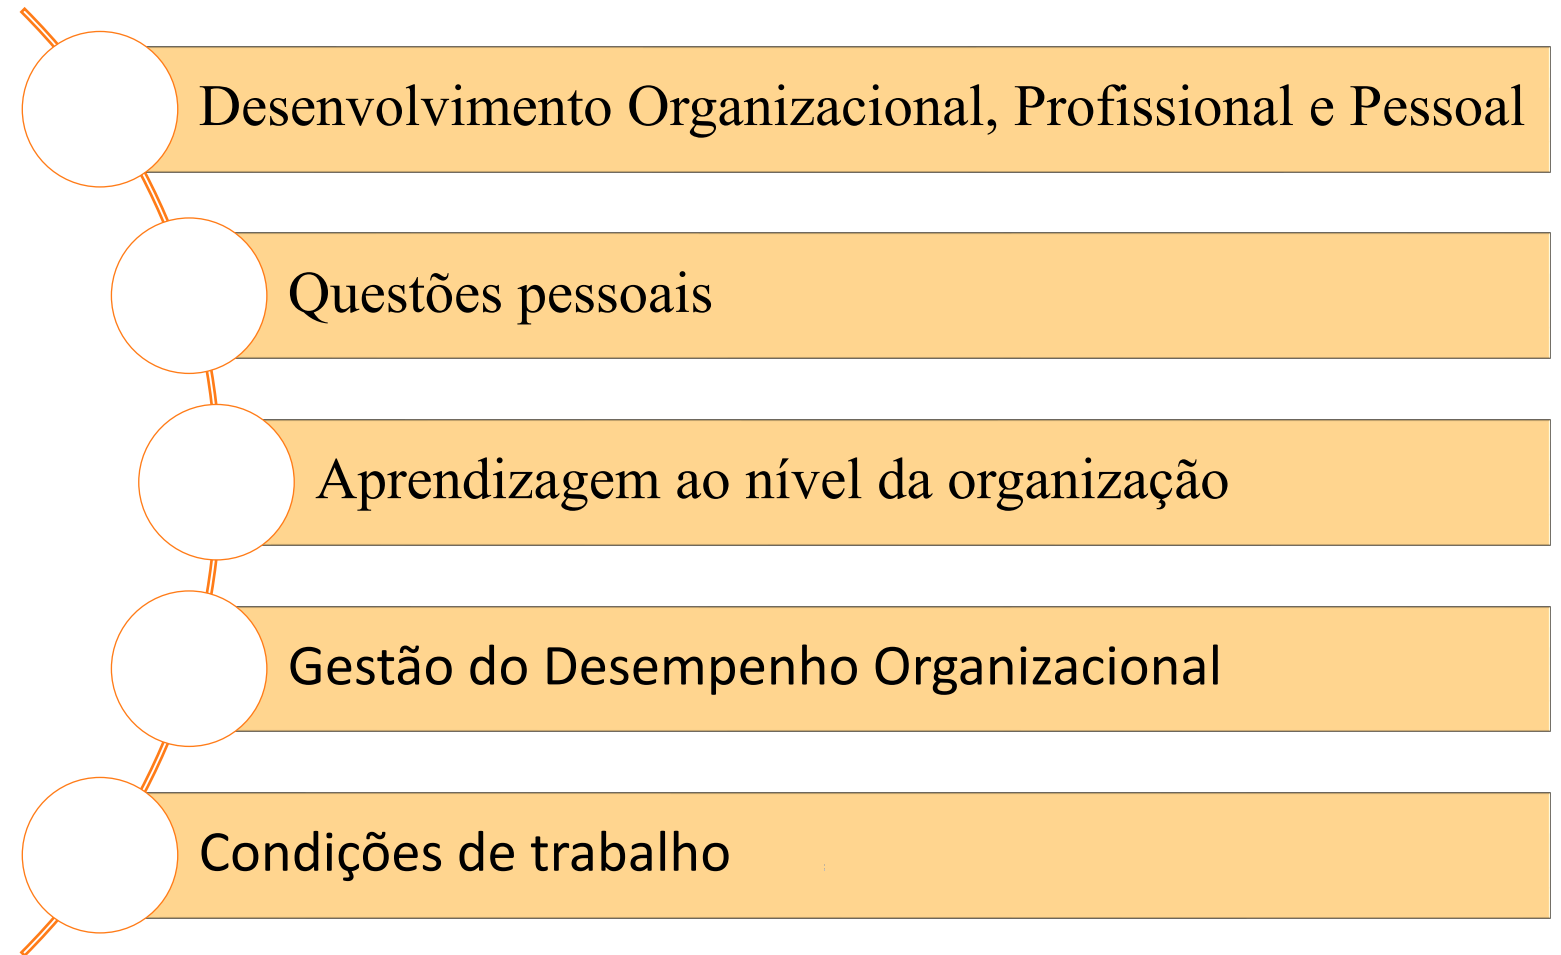 Desenvolvimento Organizacional, Profissional e Pessoal
Questões pessoais
Aprendizagem ao nível da organização
Gestão do Desempenho Organizacional
Condições de trabalho